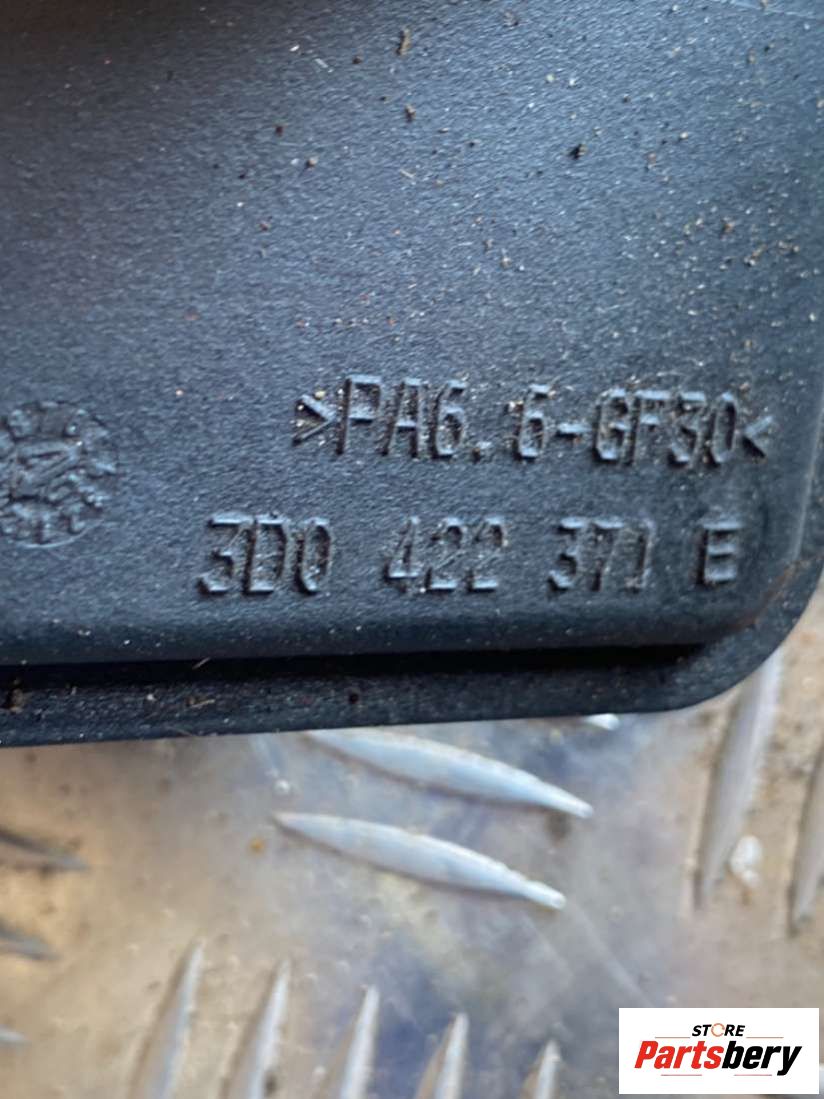 >PA6.6-GF30<
3D0 422 371 E
STORE
Partsbery